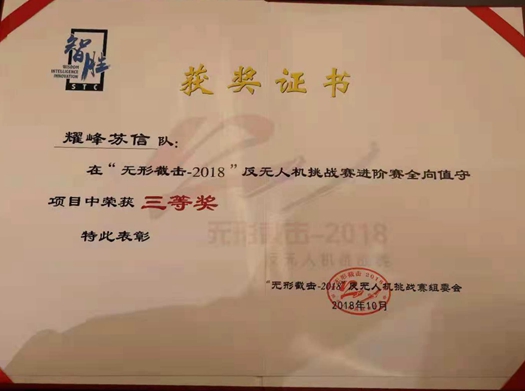 智胜
WISDOM
INTELLIGENCE
INNOVATION
STC
获奖证书
耀峰苏信队:
在“无形截击-2018”反无人机挑战赛进阶赛全向值守
项目中荣获 三等奖
特此表彰
无形截击-2018
反无人机挑战赛
“无形截击-2018”反无人机挑战赛组委会
2018年10月